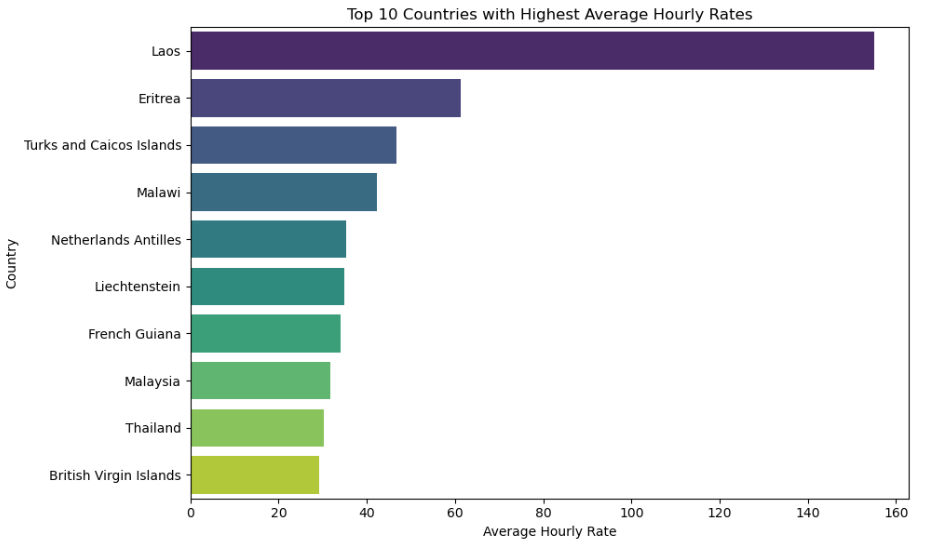 Top 10 Countries with Highest Average Hourly Rates
Laos
Eritrea
Turks and Caicos Islands
Malawi
Netherlands Antilles
Liechtenstein
French Guiana
Malaysia
Thailand
British Virgin Islands
Country
0 20 40 60 80 100 120 140 160
Average Hourly Rate